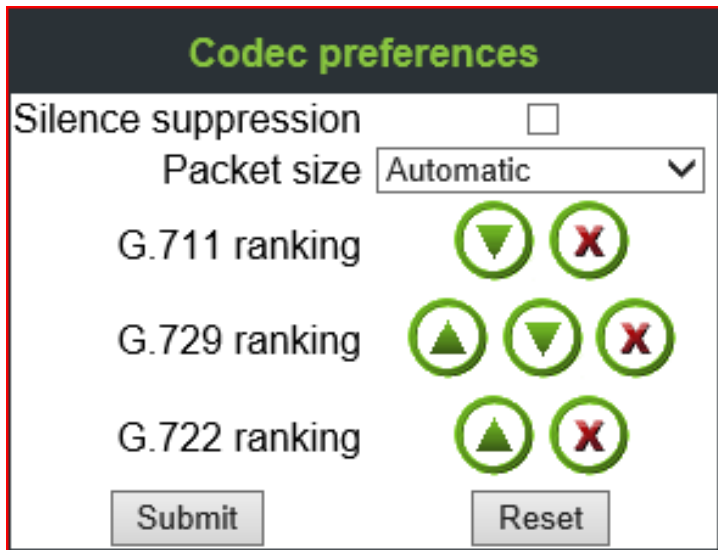 Codec preferences
Silence suppression
Packet size Automatic
G.711 ranking X
G.729 ranking X
G.722 ranking X
Submit Reset